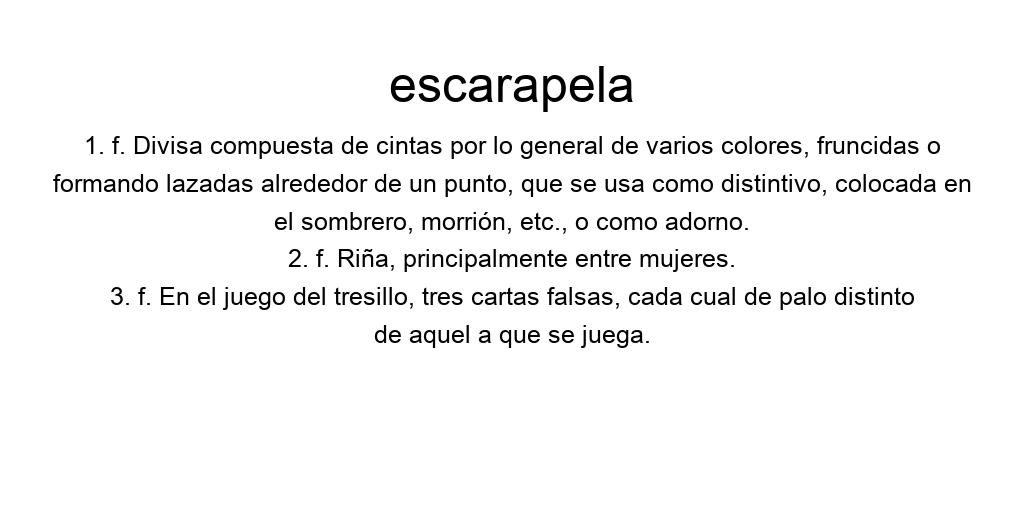 escarapela
1. f. Divisa compuesta de cintas por lo general de varios colores, fruncidas o
formando lazadas alrededor de un punto, que se usa como distintivo, colocada en
el sombrero, morrión, etc., o como adorno.
2. f. Riña, principalmente entre mujeres.
3. f. En el juego del tresillo, tres cartas falsas, cada cual de palo distinto
de aquel a que se juega.